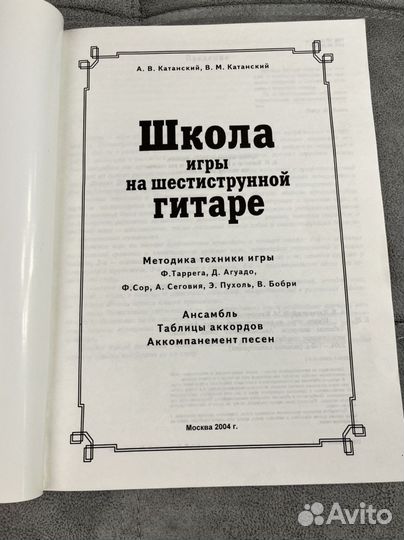 А. В. Катанский, В. М. Катанский
Школа
игры
на шестиструнной
гитаре
Методика техники игры
Ф.Таррега, Д. Агуадо,
Ф.Сор, А. Сеговия, Э. Пухоль, В. Бобри
Ансамбль
Таблицы аккордов
Аккомпанемент песен
Москва 2004 г.
Avito